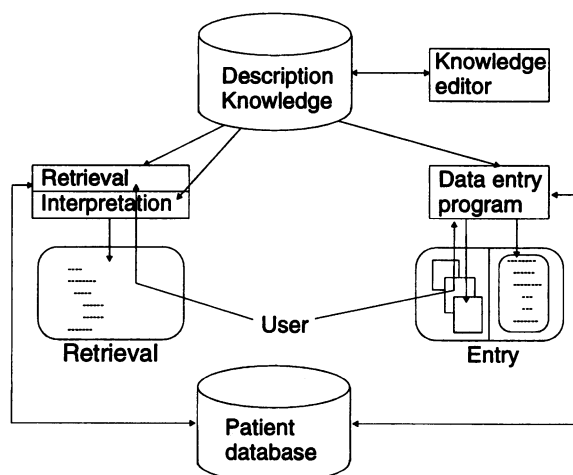 Description
Knowledge
Knowledge
editor
Retrieval
Interpretation
Data entry
program
User
Retrieval
Entry
Patient
database